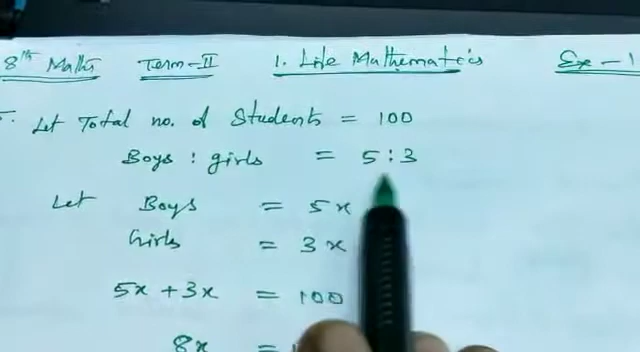 8th Maths Term-II 1. Life Mathematics Ex-1
Let Total no. of Students = 100
Boys : girls = 5:3
Let Boys = 5x
Girls = 3x
5x + 3x = 100
8x =